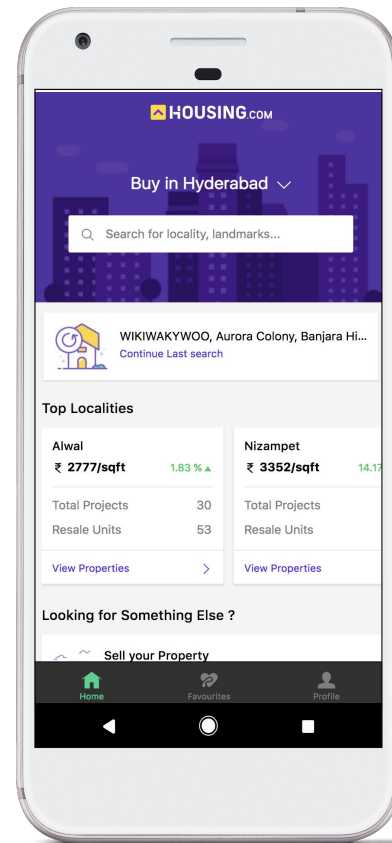 HOUSING.COM
Buy in Hyderabad
Search for locality, landmarks...
WIKIWAKYWOO, Aurora Colony, Banjara Hi...
Continue Last search
Top Localities
Alwal
₹ 2777/sqft 1.83 % ▲
Total Projects 30
Resale Units 53
View Properties
Nizampet
₹ 3352/sqft 14.17
Total Projects
Resale Units
View Properties
Looking for Something Else ?
Sell your Property
Home
Favourites
Profile